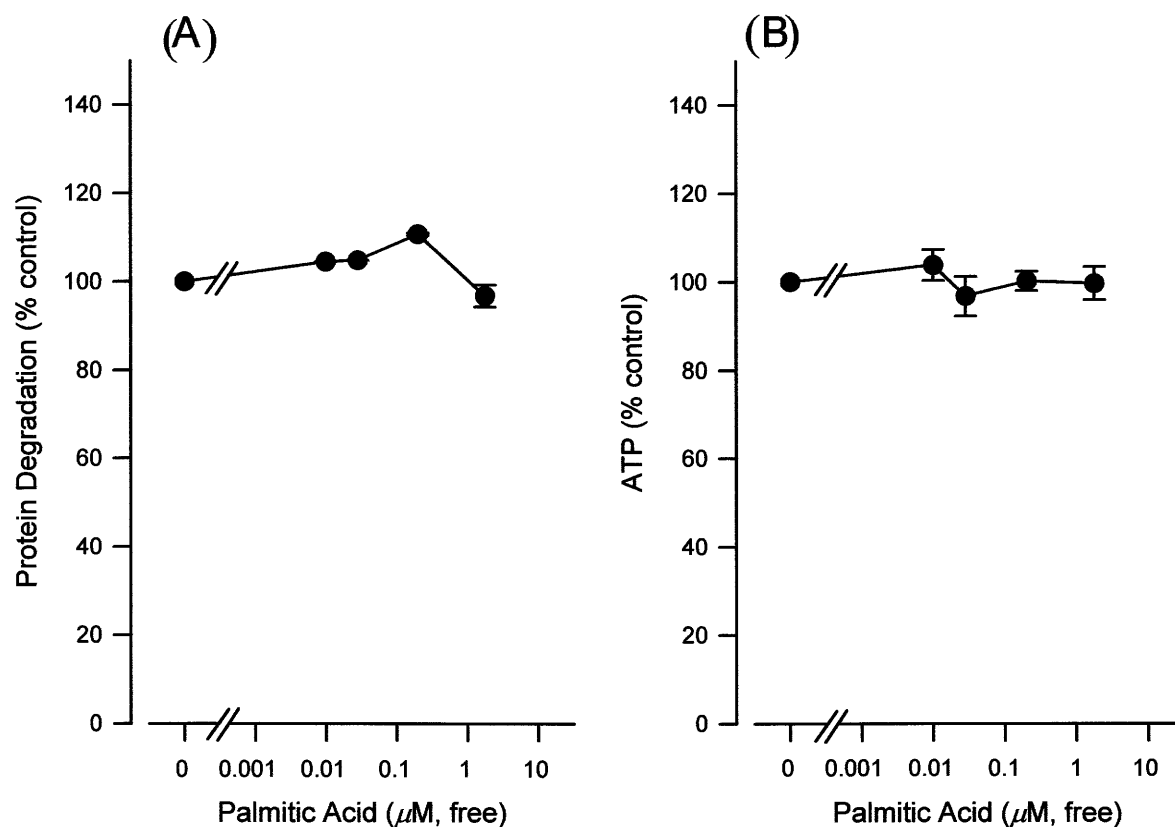 (A)
Protein Degradation (% control)
140
120
100
80
60
40
20
0
0 0.001 0.01 0.1 1 10
Palmitic Acid (μM, free)
(B)
ATP (% control)
140
120
100
80
60
40
20
0
0 0.001 0.01 0.1 1 10
Palmitic Acid (μM, free)